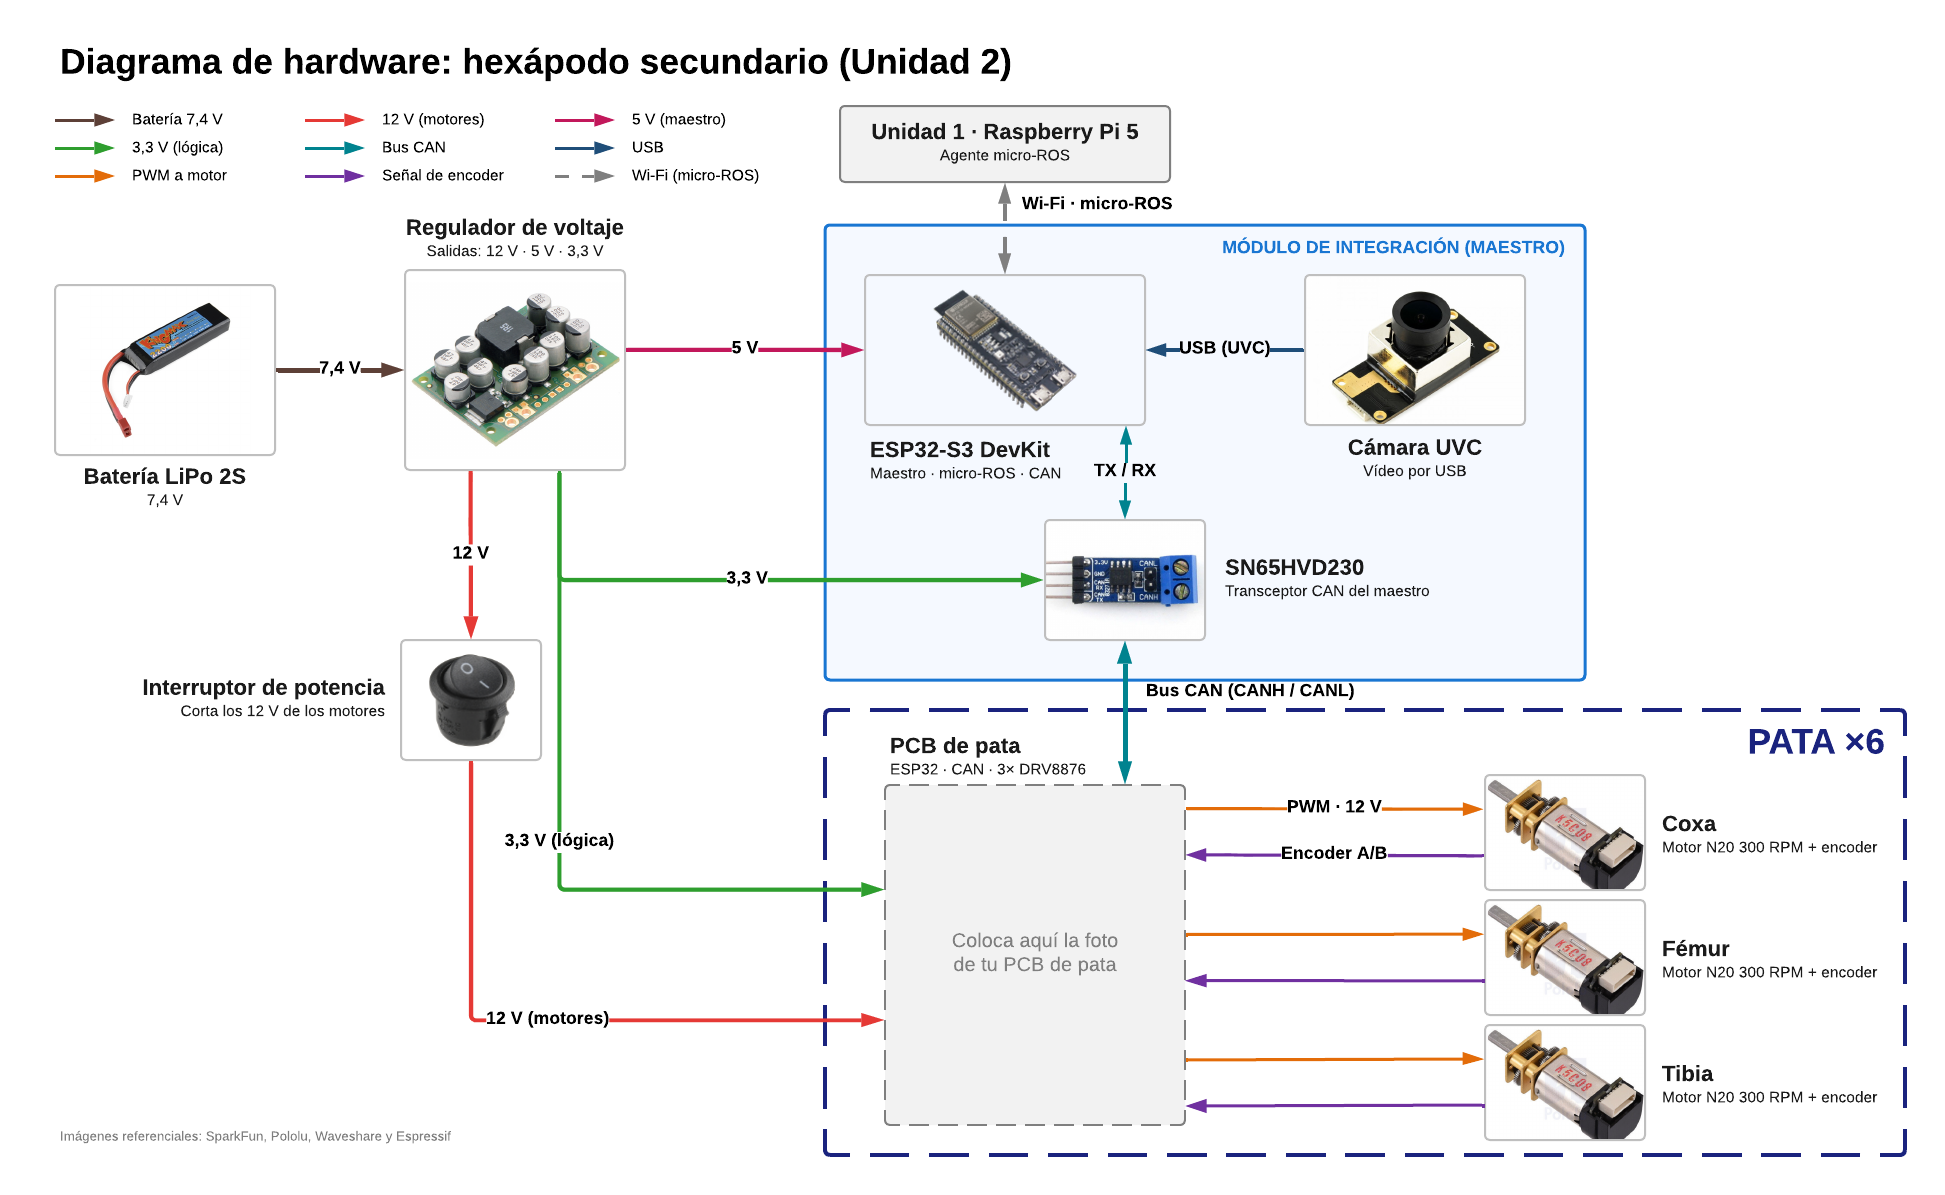 Diagrama de hardware: hexápodo secundario (Unidad 2)
Batería 7,4 V
12 V (motores)
5 V (maestro)
3,3 V (lógica)
Bus CAN
USB
PWM a motor
Señal de encoder
Wi-Fi (micro-ROS)
Unidad 1 · Raspberry Pi 5
Agente micro-ROS
Wi-Fi · micro-ROS
Regulador de voltaje
Salidas: 12 V · 5 V · 3,3 V
MÓDULO DE INTEGRACIÓN (MAESTRO)
7,4 V
5 V
USB (UVC)
Batería LiPo 2S
7,4 V
ESP32-S3 DevKit
Maestro · micro-ROS · CAN
TX / RX
Cámara UVC
Vídeo por USB
12 V
3,3 V
3.3V
GND
CANL
CANH
SN65HVD230
Transceptor CAN del maestro
Interruptor de potencia
Corta los 12 V de los motores
Bus CAN (CANH / CANL)
PATA ×6
PCB de pata
ESP32 · CAN · 3× DRV8876
PWM · 12 V
Encoder A/B
Coxa
Motor N20 300 RPM + encoder
3,3 V (lógica)
Coloca aquí la foto
de tu PCB de pata
Fémur
Motor N20 300 RPM + encoder
12 V (motores)
Tibia
Motor N20 300 RPM + encoder
Imágenes referenciales: SparkFun, Pololu, Waveshare y Espressif